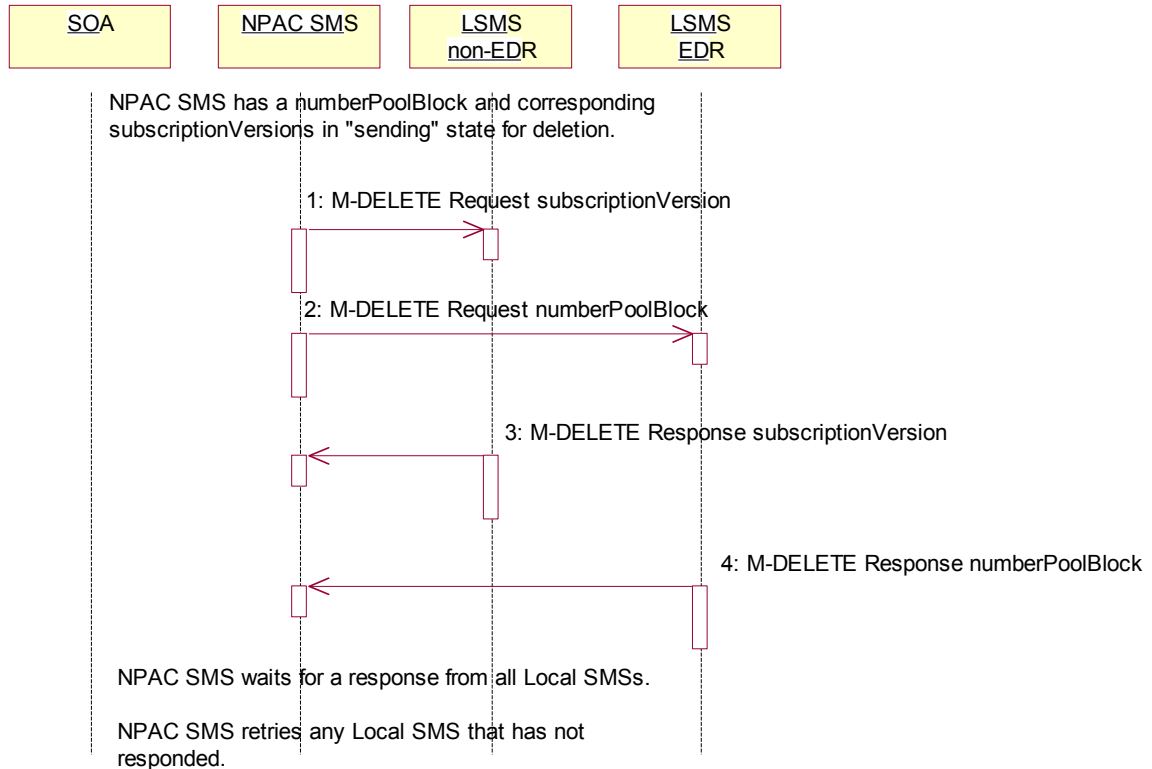 SOA
NPAC SMS
LSMS
non-EDR
LSMS
EDR
NPAC SMS has a numberPoolBlock and corresponding
subscriptionVersions in "sending" state for deletion.
1: M-DELETE Request subscriptionVersion
2: M-DELETE Request numberPoolBlock
3: M-DELETE Response subscriptionVersion
4: M-DELETE Response numberPoolBlock
NPAC SMS waits for a response from all Local SMSs.
NPAC SMS retries any Local SMS that has not
responded.